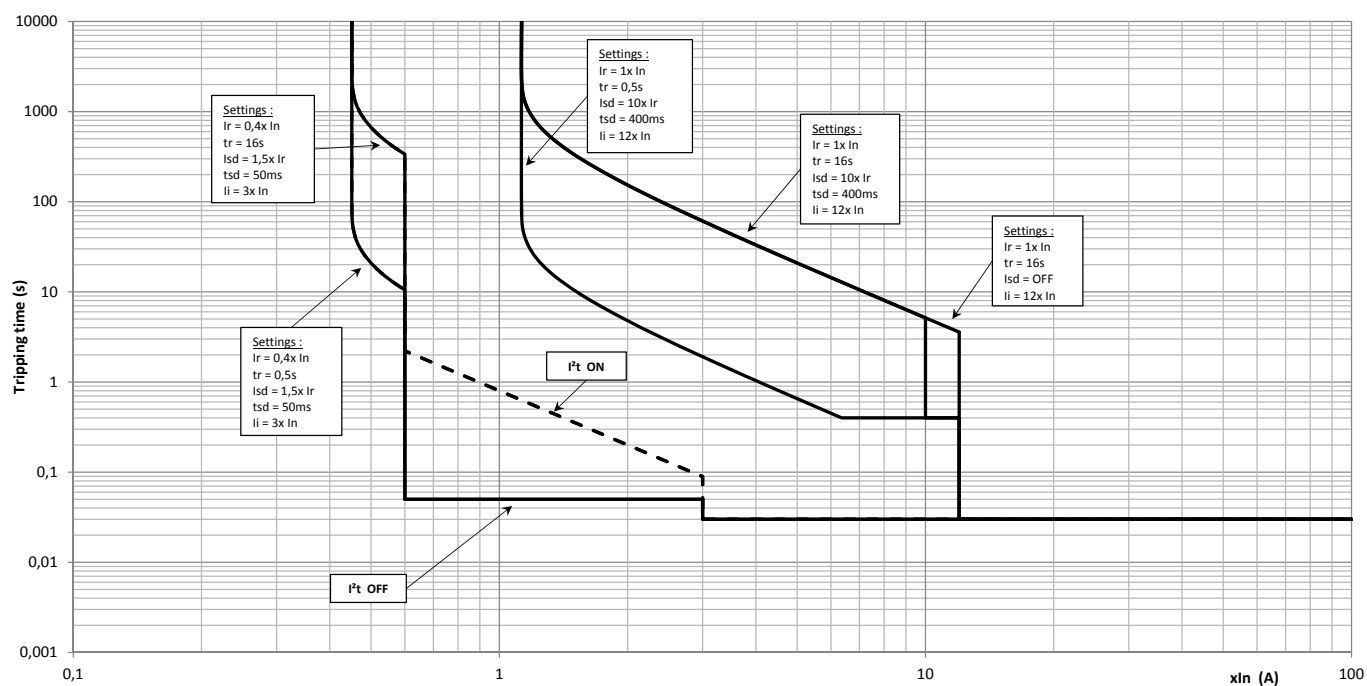 10000
1000
100
10
1
0,1
0,01
0,001
Tripping time (s)
0,1
1
10
100
xIn (A)
Settings :
Ir = 0,4x In
tr = 16s
Isd = 1,5x Ir
tsd = 50ms
Ii = 3x In
Settings :
Ir = 1x In
tr = 0,5s
Isd = 10x Ir
tsd = 400ms
Ii = 12x In
Settings :
Ir = 1x In
tr = 16s
Isd = 10x Ir
tsd = 400ms
Ii = 12x In
Settings :
Ir = 1x In
tr = 16s
Isd = OFF
Ii = 12x In
Settings :
Ir = 0,4x In
tr = 0,5s
Isd = 1,5x Ir
tsd = 50ms
Ii = 3x In
I²t ON
I²t OFF